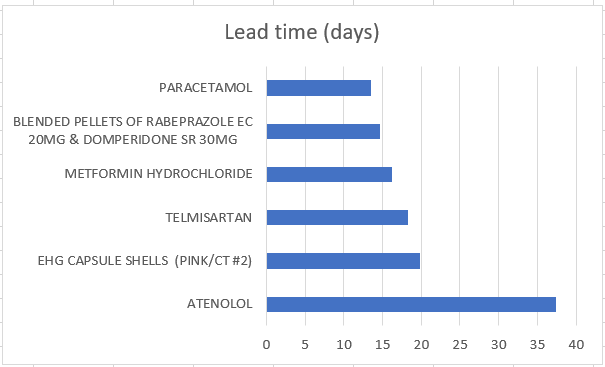 Lead time (days)
PARACETAMOL
BLENDED PELLETS OF RABEPRAZOLE EC
20MG & DOMPERIDONE SR 30MG
METFORMIN HYDROCHLORIDE
TELMISARTAN
EHG CAPSULE SHELLS  (PINK/CT #2)
ATENOLOL
0 5 10 15 20 25 30 35 40